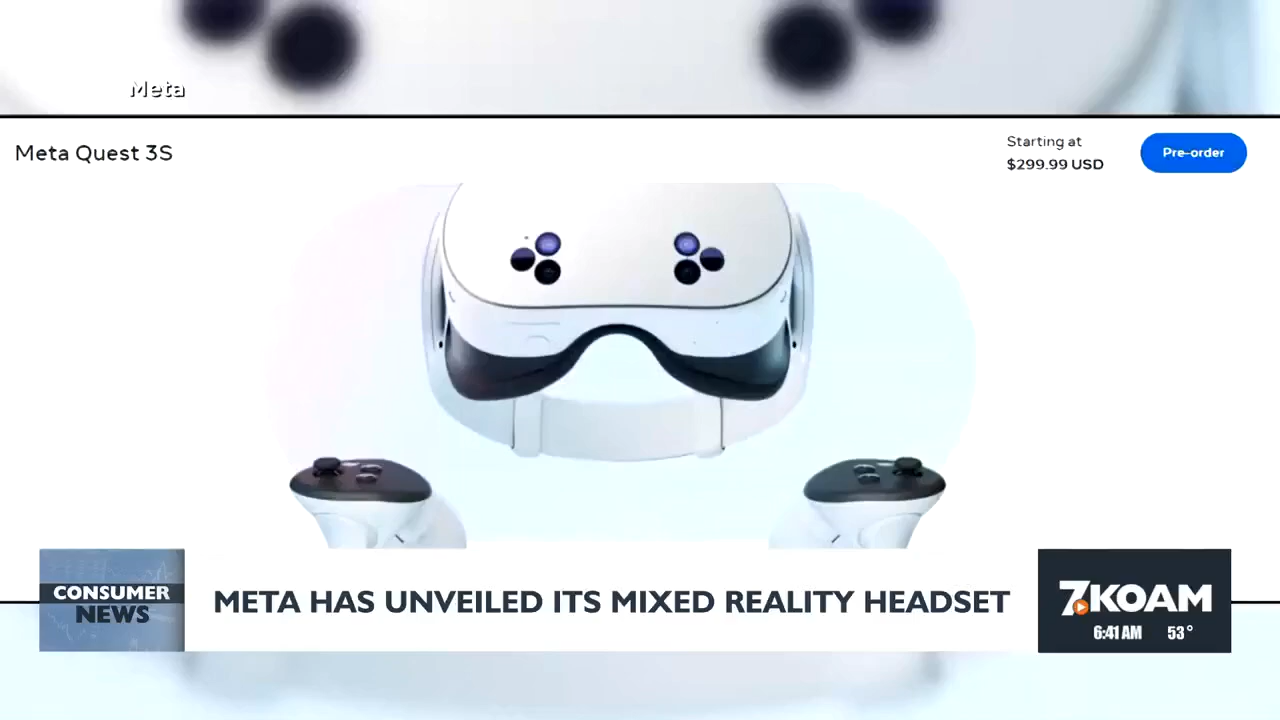 Meta
Meta Quest 3S
Starting at
$299.99 USD
Pre-order
CONSUMER
NEWS
META HAS UNVEILED ITS MIXED REALITY HEADSET
7KOAM
6:41 AM 53°